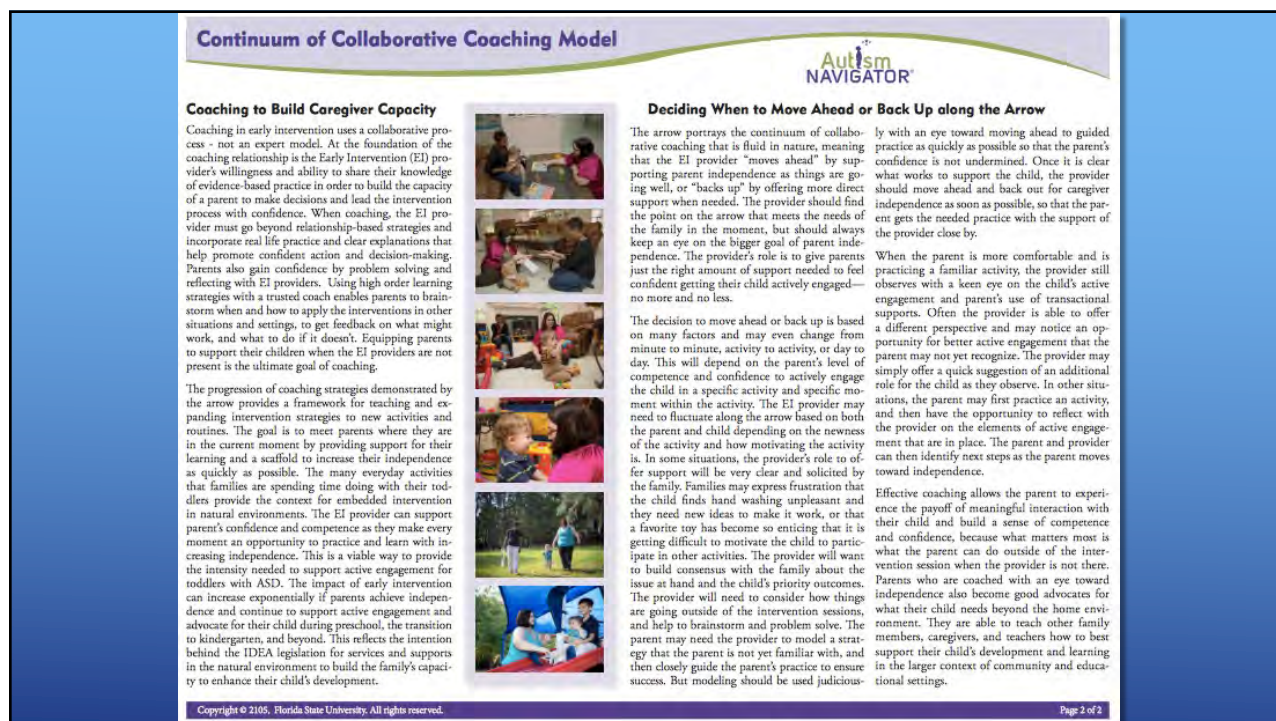 Continuum of Collaborative Coaching Model
Autism
NAVIGATOR®
Coaching to Build Caregiver Capacity
Coaching in early intervention uses a collaborative pro-
cess - not an expert model. At the foundation of the
coaching relationship is the Early Intervention (EI) pro-
vider's willingness and ability to share their knowledge
of evidence-based practice in order to build the capacity
of a parent to make decisions and lead the intervention
process with confidence. When coaching, the EI pro-
vider must go beyond relationship-based strategies and
incorporate real life practice and clear explanations that
help promote confident action and decision-making.
Parents also gain confidence by problem solving and
reflecting with EI providers. Using high order learning
strategies with a trusted coach enables parents to brain-
storm when and how to apply the interventions in other
situations and settings, to get feedback on what might
work, and what to do if it doesn't. Equipping parents
to support their children when the EI providers are not
present is the ultimate goal of coaching.
The progression of coaching strategies demonstrated by
the arrow provides a framework for teaching and ex-
panding intervention strategies to new activities and
routines. The goal is to meet parents where they are
in the current moment by providing support for their
learning and a scaffold to increase their independence
as quickly as possible. The many everyday activities
that families are spending time doing with their tod-
dlers provide the context for embedded intervention
in natural environments. The EI provider can support
parent's confidence and competence as they make every
moment an opportunity to practice and learn with in-
creasing independence. This is a viable way to provide
the intensity needed to support active engagement for
toddlers with ASD. The impact of early intervention
can increase exponentially if parents achieve indepen-
dence and continue to support active engagement and
advocate for their child during preschool, the transition
to kindergarten, and beyond. This reflects the intention
behind the IDEA legislation for services and supports
in the natural environment to build the family's capaci-
ty to enhance their child's development.
Deciding When to Move Ahead or Back Up along the Arrow
The arrow portrays the continuum of collabo-
rative coaching that is fluid in nature, meaning
that the EI provider "moves ahead" by sup-
porting parent independence as things are go-
ing well, or "backs up" by offering more direct
support when needed. The provider should find
the point on the arrow that meets the needs of
the family in the moment, but should always
keep an eye on the bigger goal of parent inde-
pendence. The provider's role is to give parents
just the right amount of support needed to feel
confident getting their child actively engaged—
no more and no less.
The decision to move ahead or back up is based
on many factors and may even change from
minute to minute, activity to activity, or day to
day. This will depend on the parent's level of
competence and confidence to actively engage
the child in a specific activity and specific mo-
ment within the activity. The EI provider may
need to fluctuate along the arrow based on both
the parent and child depending on the newness
of the activity and how motivating the activity
is. In some situations, the provider's role to of-
fer support will be very clear and solicited by
the family. Families may express frustration that
the child finds hand washing unpleasant and
they need new ideas to make it work, or that
a favorite toy has become so enticing that it is
getting difficult to motivate the child to partic-
ipate in other activities. The provider will want
to build consensus with the family about the
issue at hand and the child's priority outcomes.
The provider will need to consider how things
are going outside of the intervention sessions,
and help to brainstorm and problem solve. The
parent may need the provider to model a strat-
egy that the parent is not yet familiar with, and
then closely guide the parent's practice to ensure
success. But modeling should be used judicious-
ly with an eye toward moving ahead to guided
practice as quickly as possible so that the parent's
confidence is not undermined. Once it is clear
what works to support the child, the provider
should move ahead and back out for caregiver
independence as soon as possible, so that the par-
ent gets the needed practice with the support of
the provider close by.
When the parent is more comfortable and is
practicing a familiar activity, the provider still
observes with a keen eye on the child's active
engagement and parent's use of transactional
supports. Often the provider is able to offer
a different perspective and may notice an op-
portunity for better active engagement that the
parent may not yet recognize. The provider may
simply offer a quick suggestion of an additional
role for the child as they observe. In other situ-
ations, the parent may first practice an activity,
and then have the opportunity to reflect with
the provider on the elements of active engage-
ment that are in place. The parent and provider
can then identify next steps as the parent moves
toward independence.
Effective coaching allows the parent to experi-
ence the payoff of meaningful interaction with
their child and build a sense of competence
and confidence, because what matters most is
what the parent can do outside of the inter-
vention session when the provider is not there.
Parents who are coached with an eye toward
independence also become good advocates for
what their child needs beyond the home envi-
ronment. They are able to teach other family
members, caregivers, and teachers how to best
support their child's development and learning
in the larger context of community and educa-
tional settings.
Copyright © 2105, Florida State University. All rights reserved.
Page 2 of 2